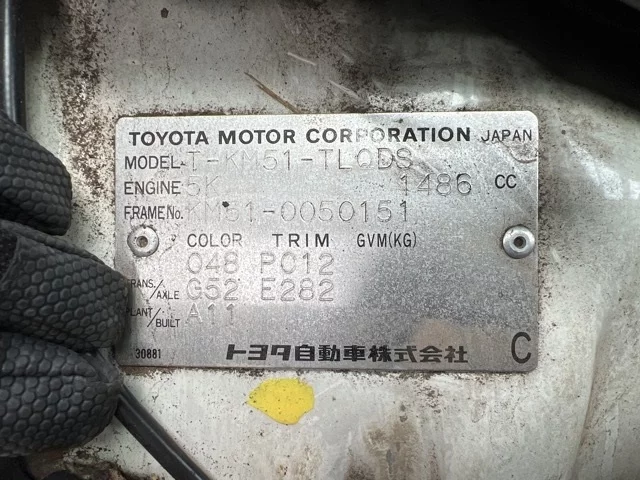 TOYOTA MOTOR CORPORATION JAPAN
MODEL T-KM51-TLQDS
ENGINE 5K 1486 CC
FRAME No. KM51-0050151
COLOR TRIM GVM(KG)
048 PC12
TRANS./AXLE G52 E282
PLANT/BUILT A11
30881 トヨタ自動車株式会社 C